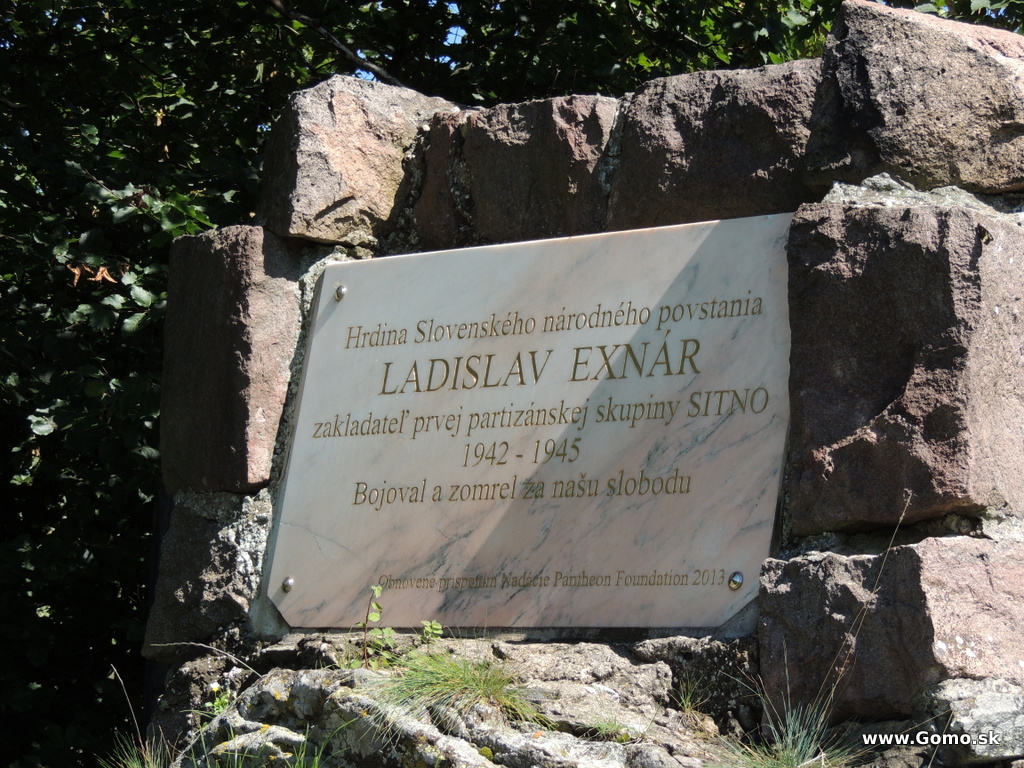 Hrdina Slovenského národného povstania
LADISLAV EXNÁR
zakladateľ prvej partizánskej skupiny SITNO
1942 - 1945
Bojoval a zomrel za našu slobodu
Obnovené príspením Nadácie Pantheon Foundation 2013
www.Gomo.sk